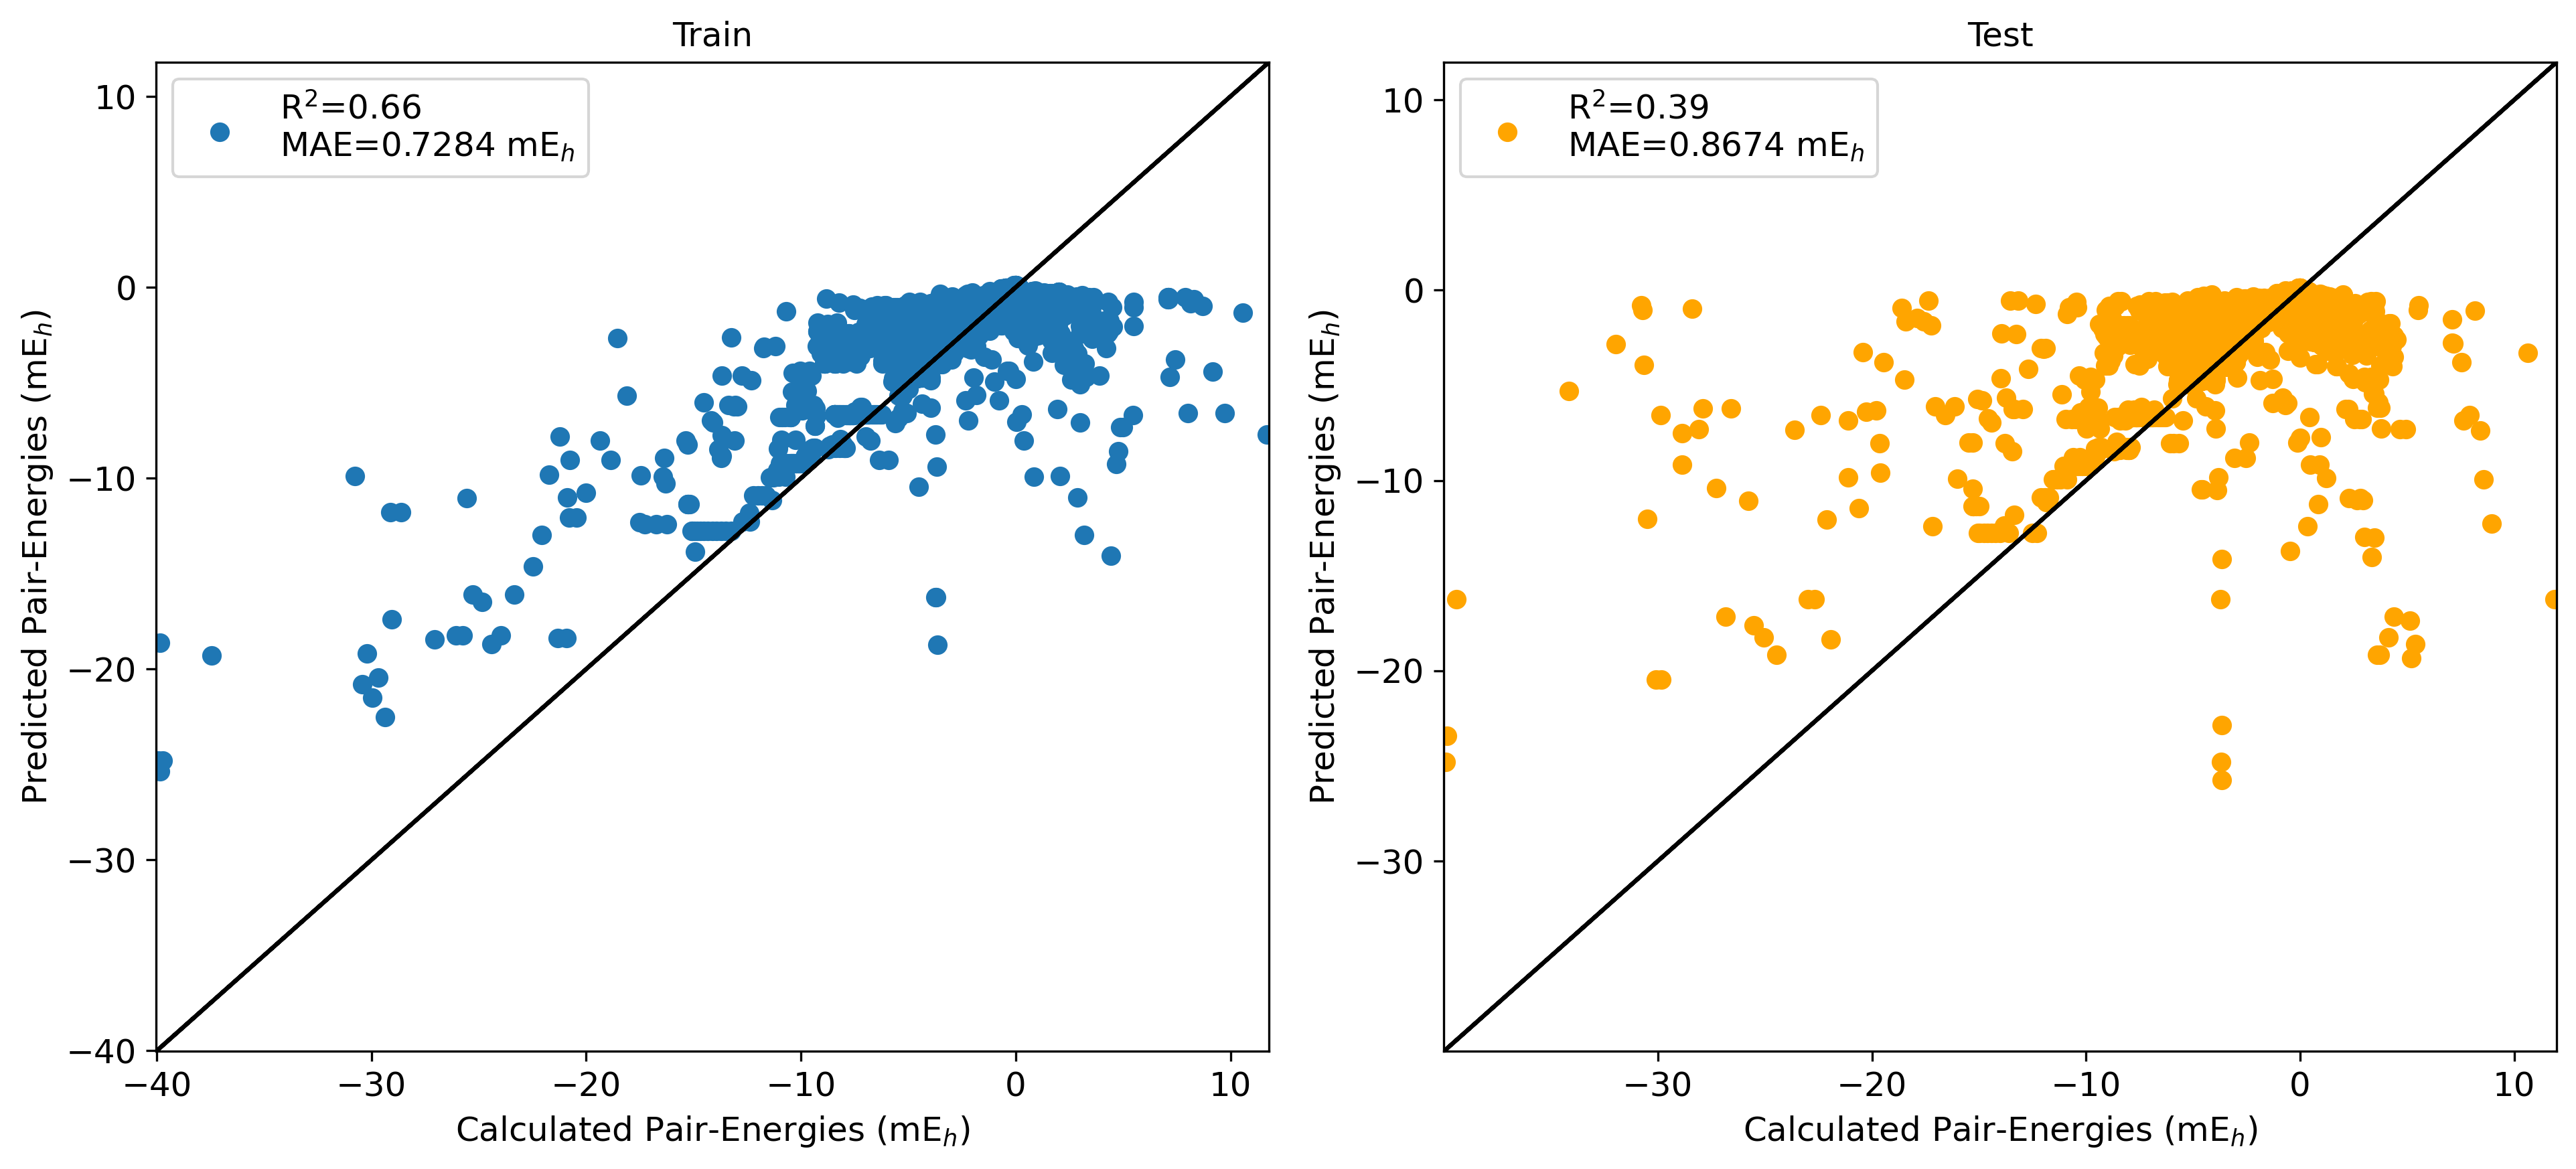 Train
R²=0.66
MAE=0.7284 mEₕ
10
0
−10
−20
−30
−40
Predicted Pair-Energies (mEₕ)
−40 −30 −20 −10 0 10
Calculated Pair-Energies (mEₕ)
Test
R²=0.39
MAE=0.8674 mEₕ
10
0
−10
−20
−30
Predicted Pair-Energies (mEₕ)
−30 −20 −10 0 10
Calculated Pair-Energies (mEₕ)